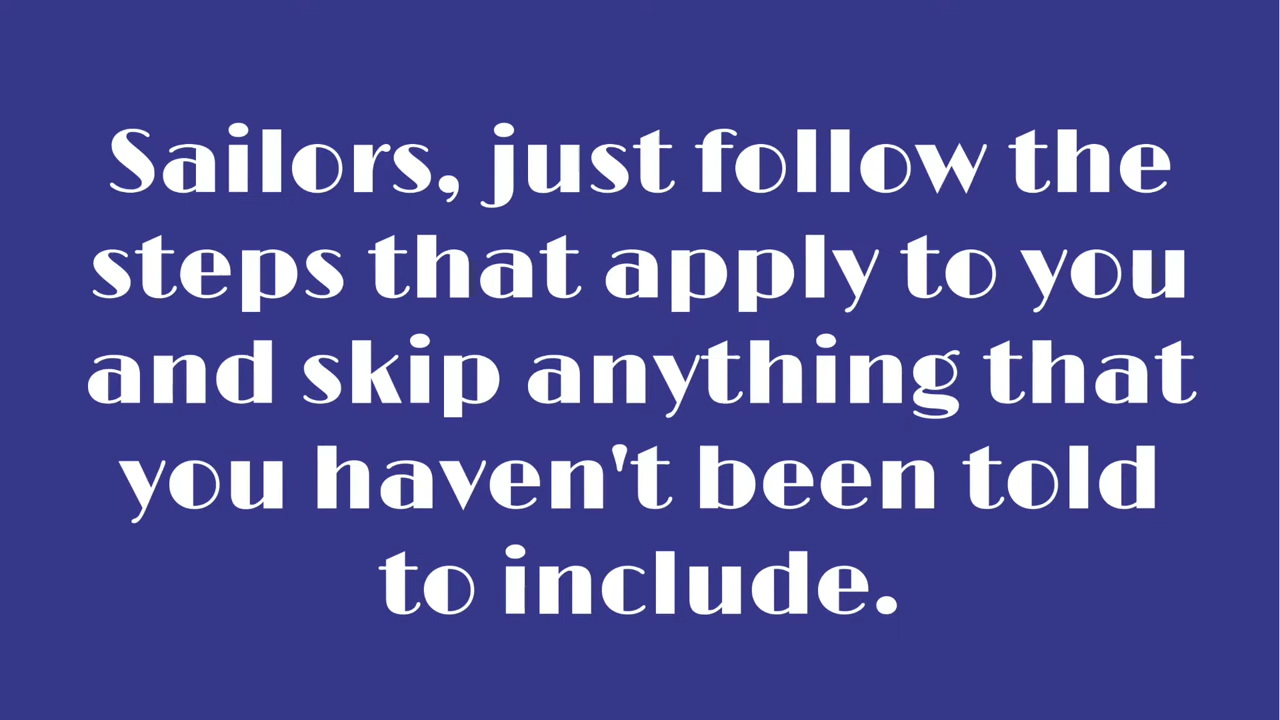 Sailors, just follow the
steps that apply to you
and skip anything that
you haven't been told
to include.